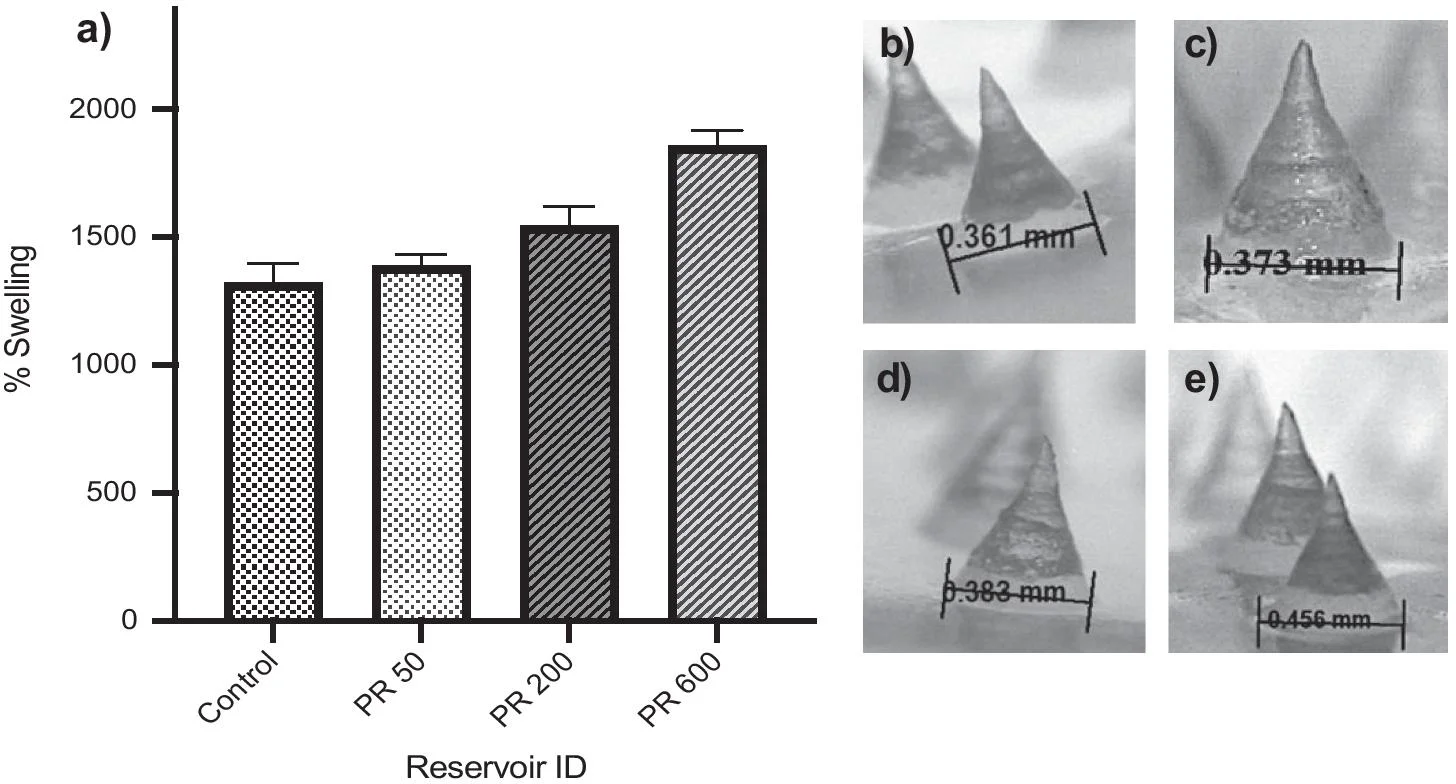 a)
2000
1500
1000
500
0
% Swelling
Control
PR 50
PR 200
PR 600
Reservoir ID
b)
0.361 mm
c)
0.373 mm
d)
0.383 mm
e)
0.456 mm